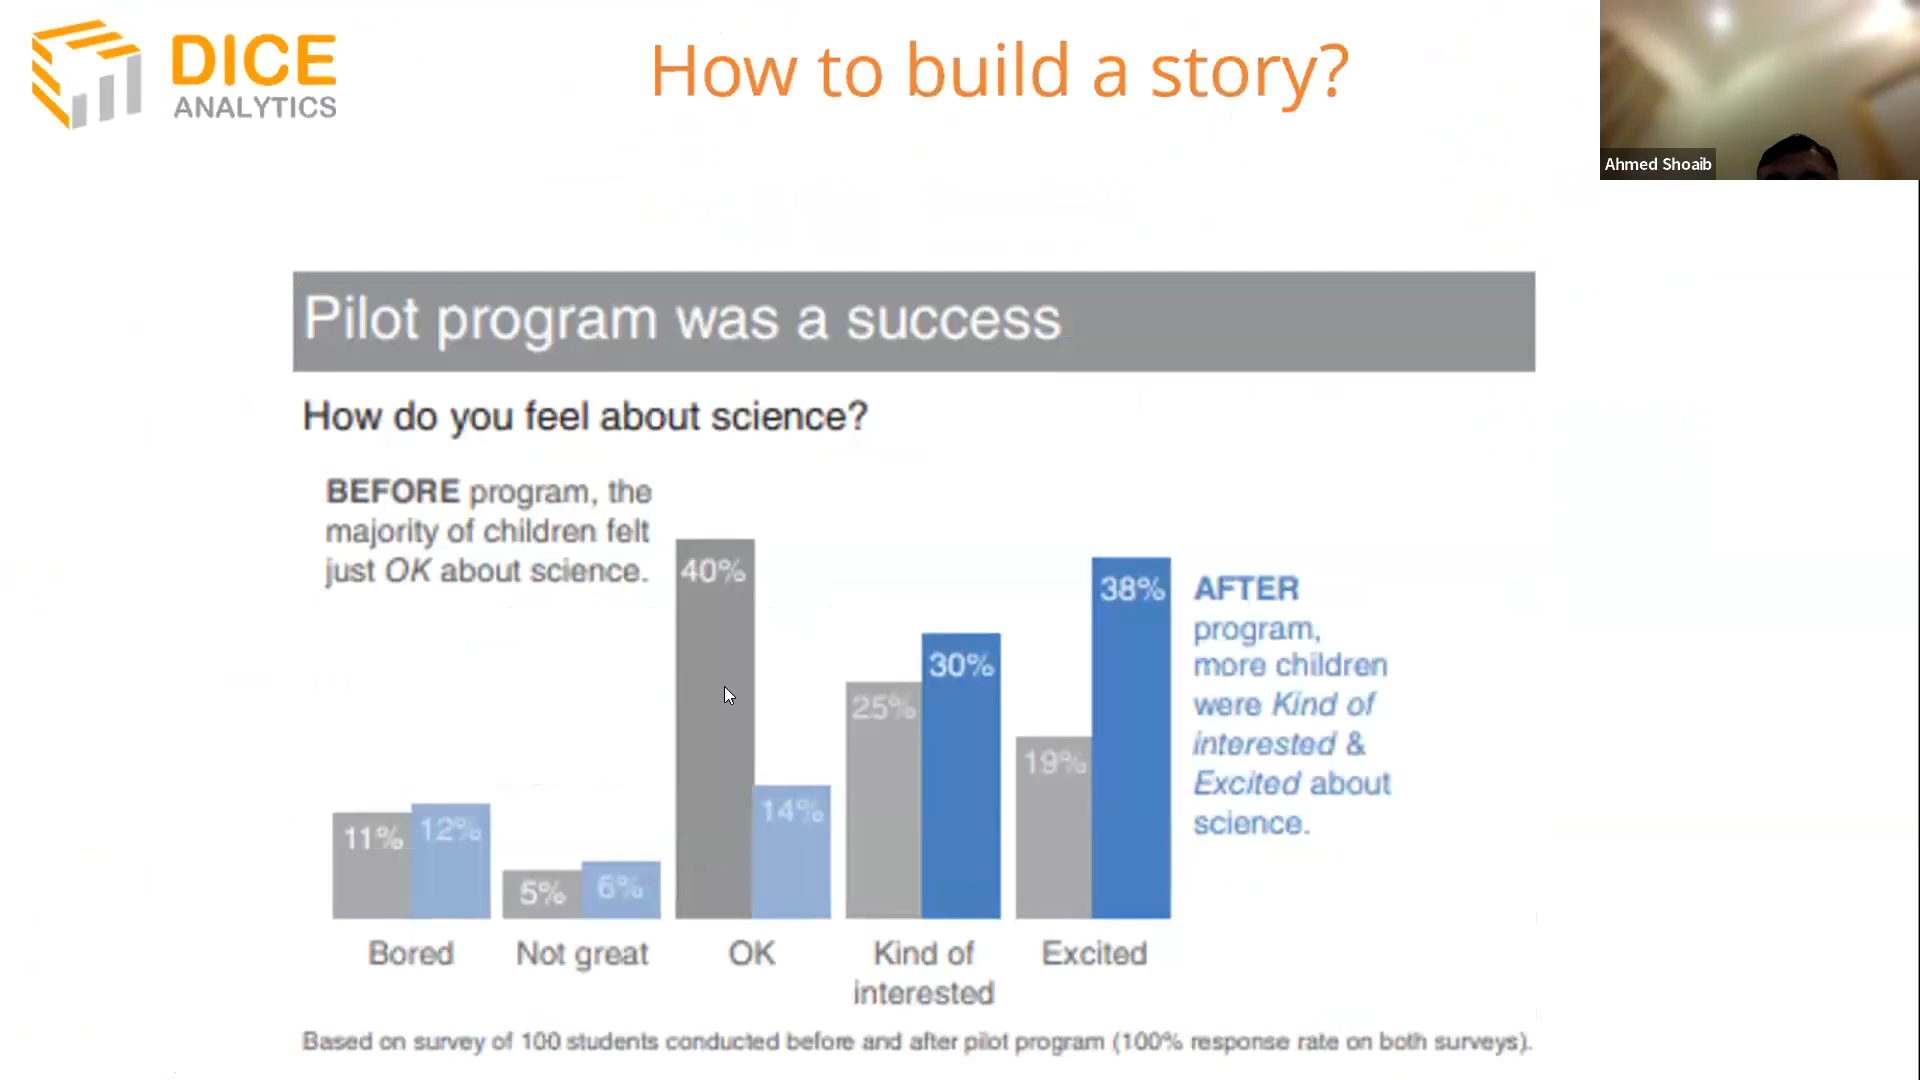 DICE
ANALYTICS
How to build a story?
Ahmed Shoaib
Pilot program was a success
How do you feel about science?
BEFORE program, the
majority of children felt
just OK about science.
40%
38%
AFTER
program,
more children
were Kind of
interested &
Excited about
science.
30%
25%
19%
14%
11%
12%
5%
6%
Bored
Not great
OK
Kind of
interested
Excited
Based on survey of 100 students conducted before and after pilot program (100% response rate on both surveys).